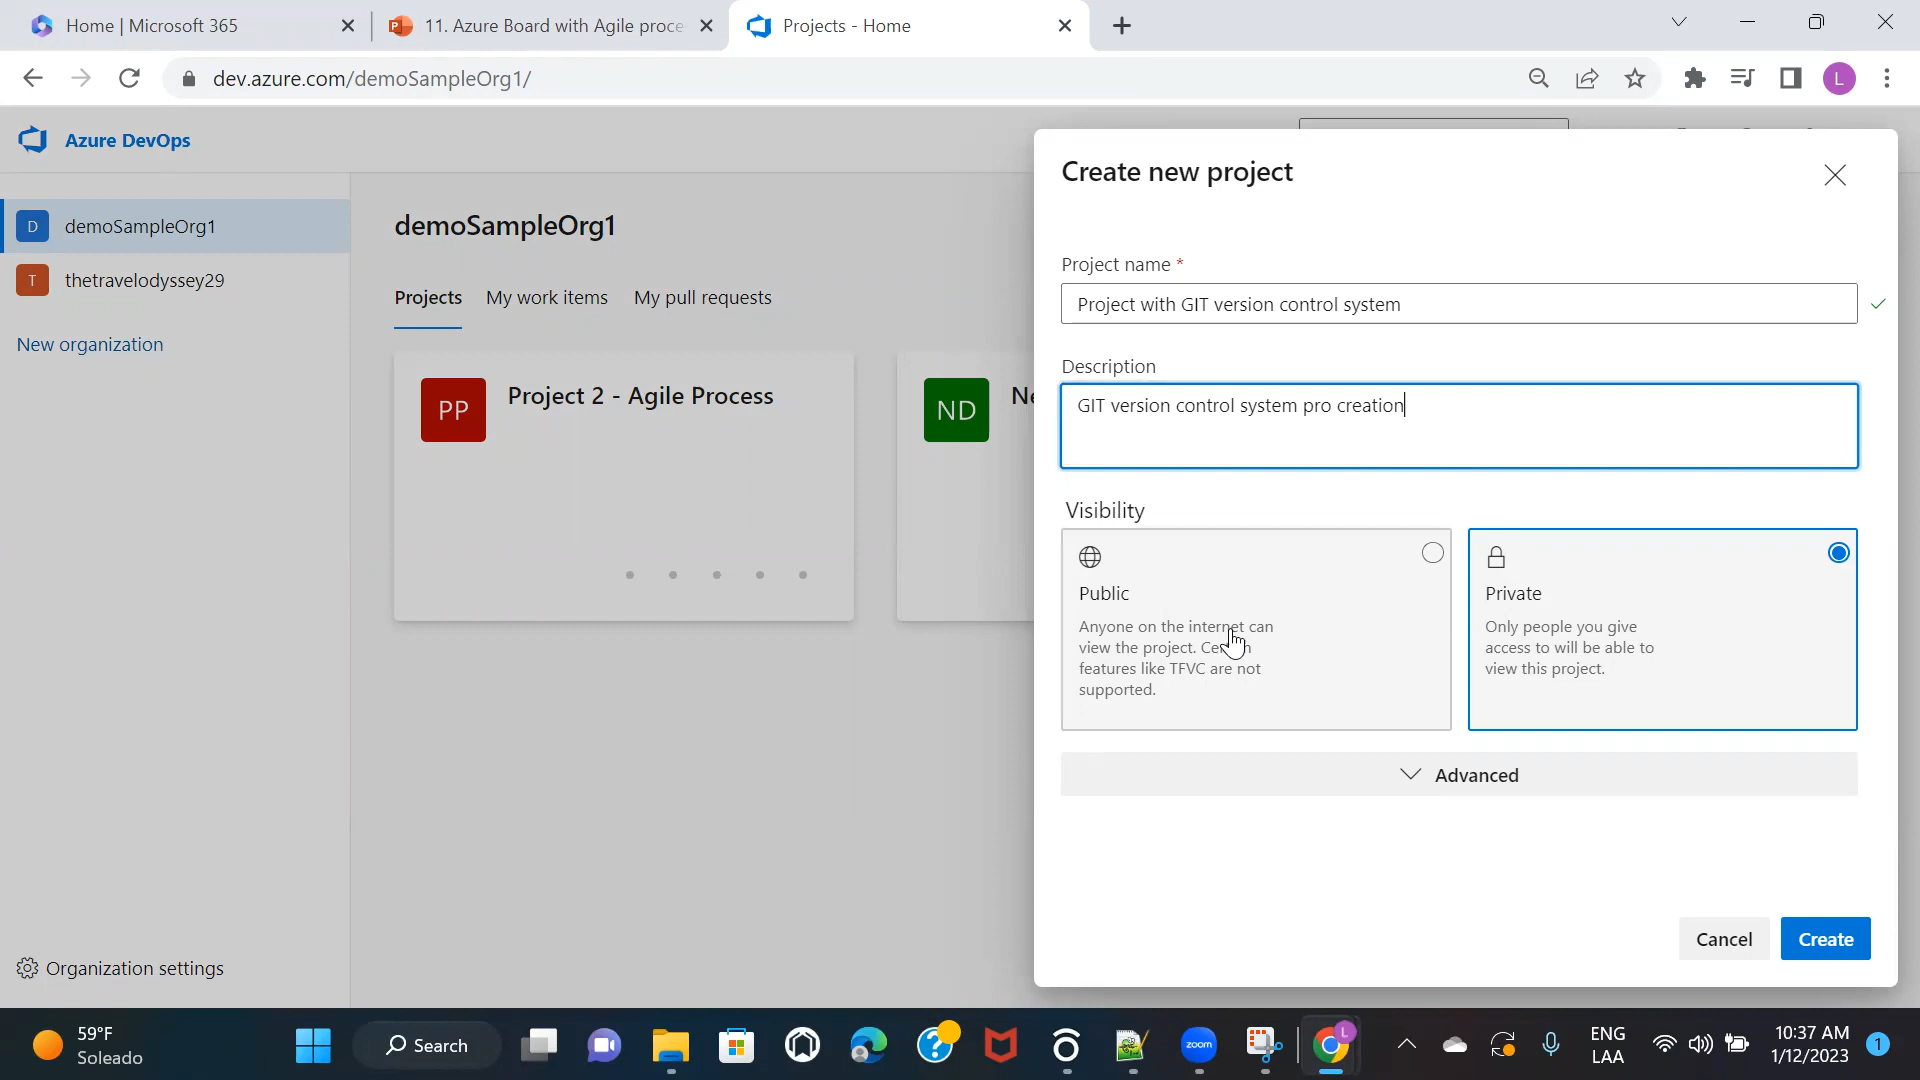 Home | Microsoft 365
11. Azure Board with Agile proce
Projects - Home
dev.azure.com/demoSampleOrg1/
L
Azure DevOps
D demoSampleOrg1
T thetravelodyssey29
New organization
Organization settings
demoSampleOrg1
Projects My work items My pull requests
PP Project 2 - Agile Process
ND
Create new project
Project name *
Project with GIT version control system
Description
GIT version control system pro creation
Visibility
Public
Anyone on the internet can
view the project.
features like TFVC are not
supported.
Private
Only people you give
access to will be able to
view this project.
Advanced
Cancel Create
59°F
Soleado
Search
zoom
L
ENG
LAA
10:37 AM
1/12/2023
1